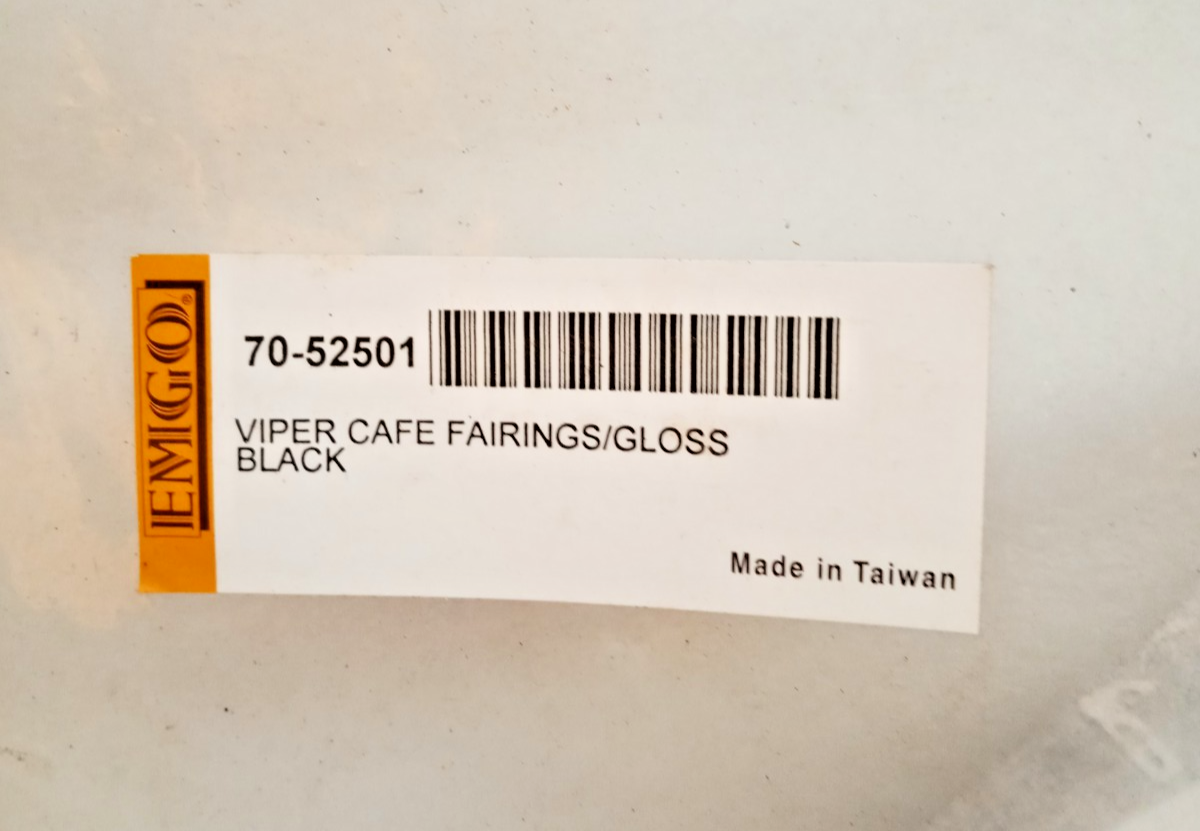 EMGO®
70-52501
VIPER CAFE FAIRINGS/GLOSS
BLACK
Made in Taiwan